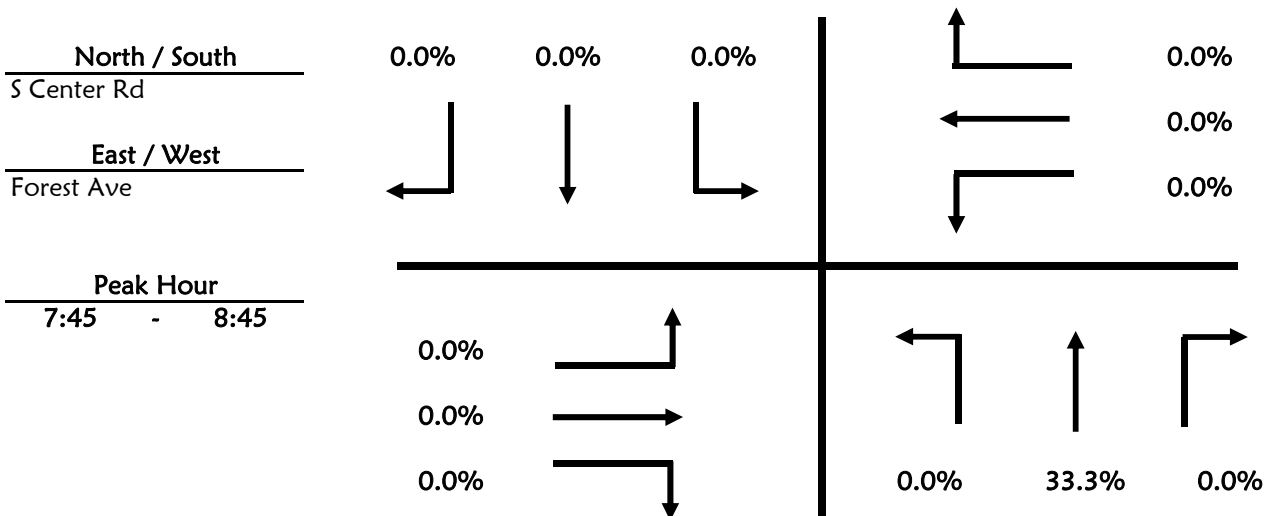 North / South
S Center Rd
East / West
Forest Ave
Peak Hour
7:45 - 8:45
0.0% 0.0% 0.0%
0.0%
0.0%
0.0%
0.0%
0.0%
0.0%
0.0% 33.3% 0.0%